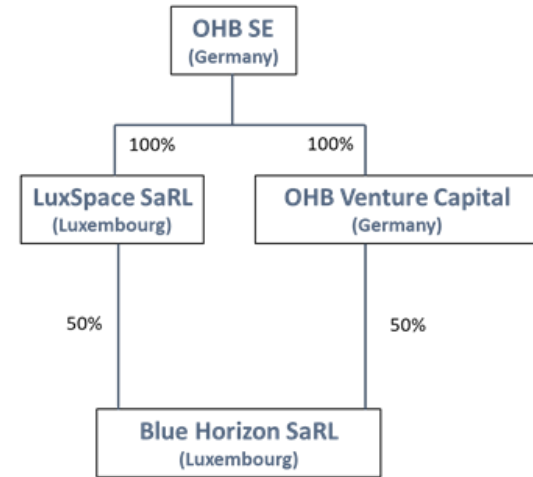 OHB SE
(Germany)
100%
100%
LuxSpace SaRL
(Luxembourg)
OHB Venture Capital
(Germany)
50%
50%
Blue Horizon SaRL
(Luxembourg)